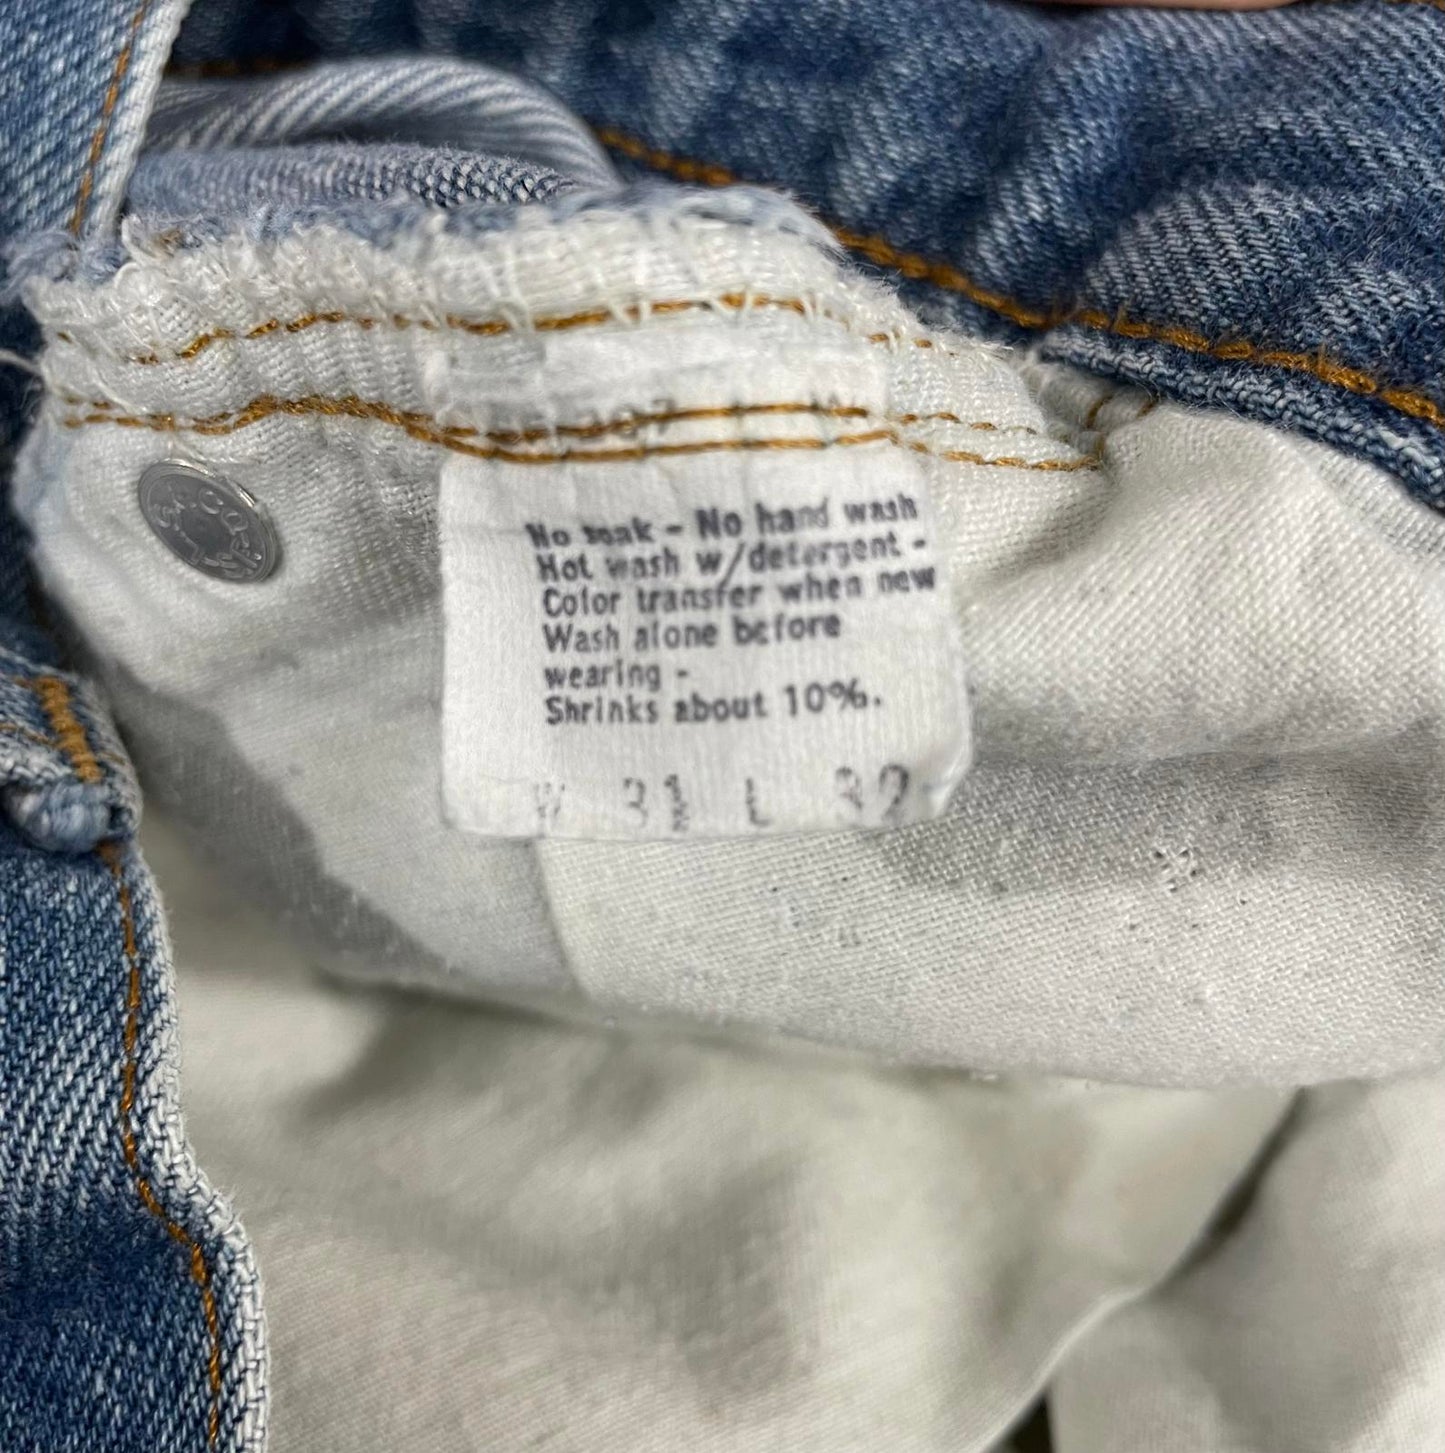 No soak - No hand wash
Hot wash w/detergent -
Color transfer when new
Wash alone before
wearing -
Shrinks about 10%.
W 31 L 32